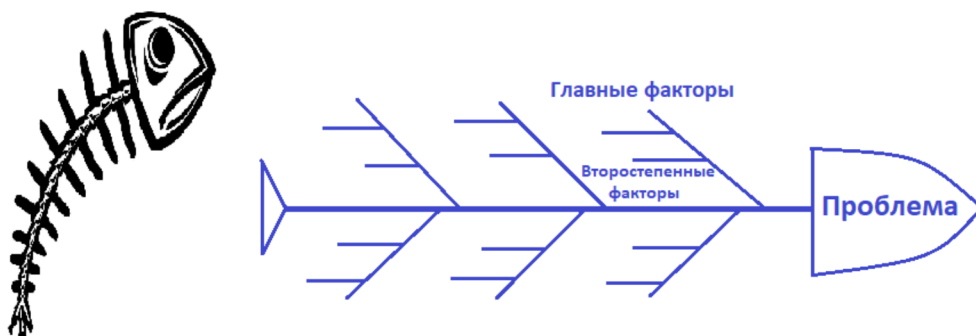 Главные факторы
Второстепенные
факторы
Проблема